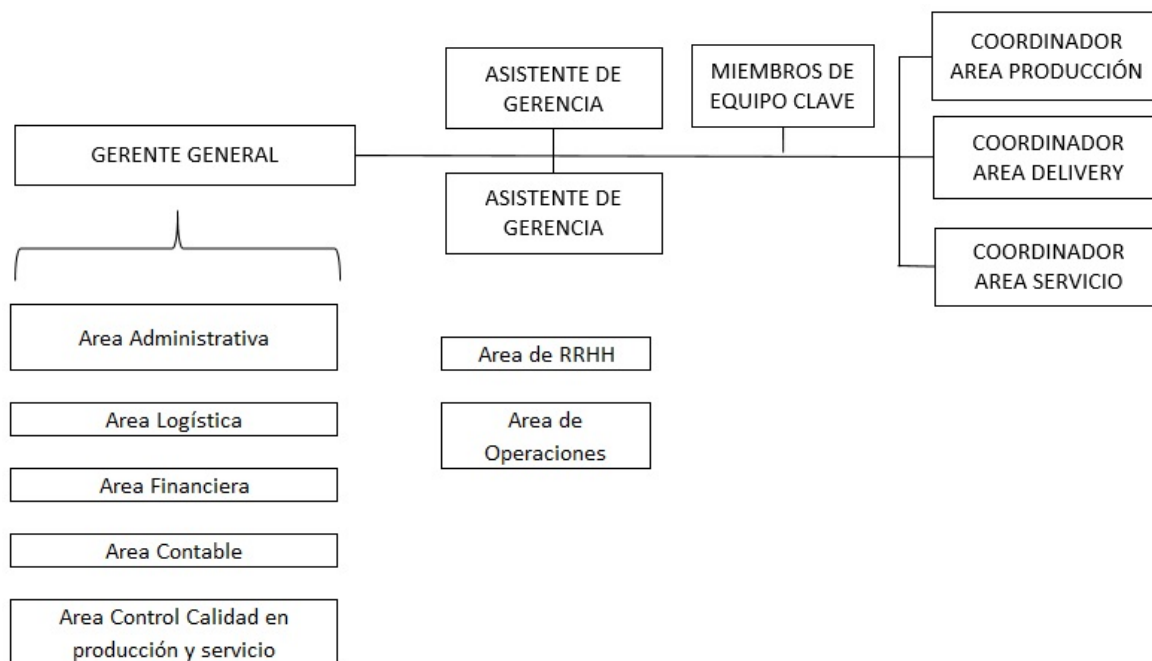 GERENTE GENERAL
ASISTENTE DE
GERENCIA
ASISTENTE DE
GERENCIA
MIEMBROS DE
EQUIPO CLAVE
COORDINADOR
AREA PRODUCCIÓN
COORDINADOR
AREA DELIVERY
COORDINADOR
AREA SERVICIO
Area Administrativa
Area Logística
Area Financiera
Area Contable
Area Control Calidad en
producción y servicio
Area de RRHH
Area de
Operaciones